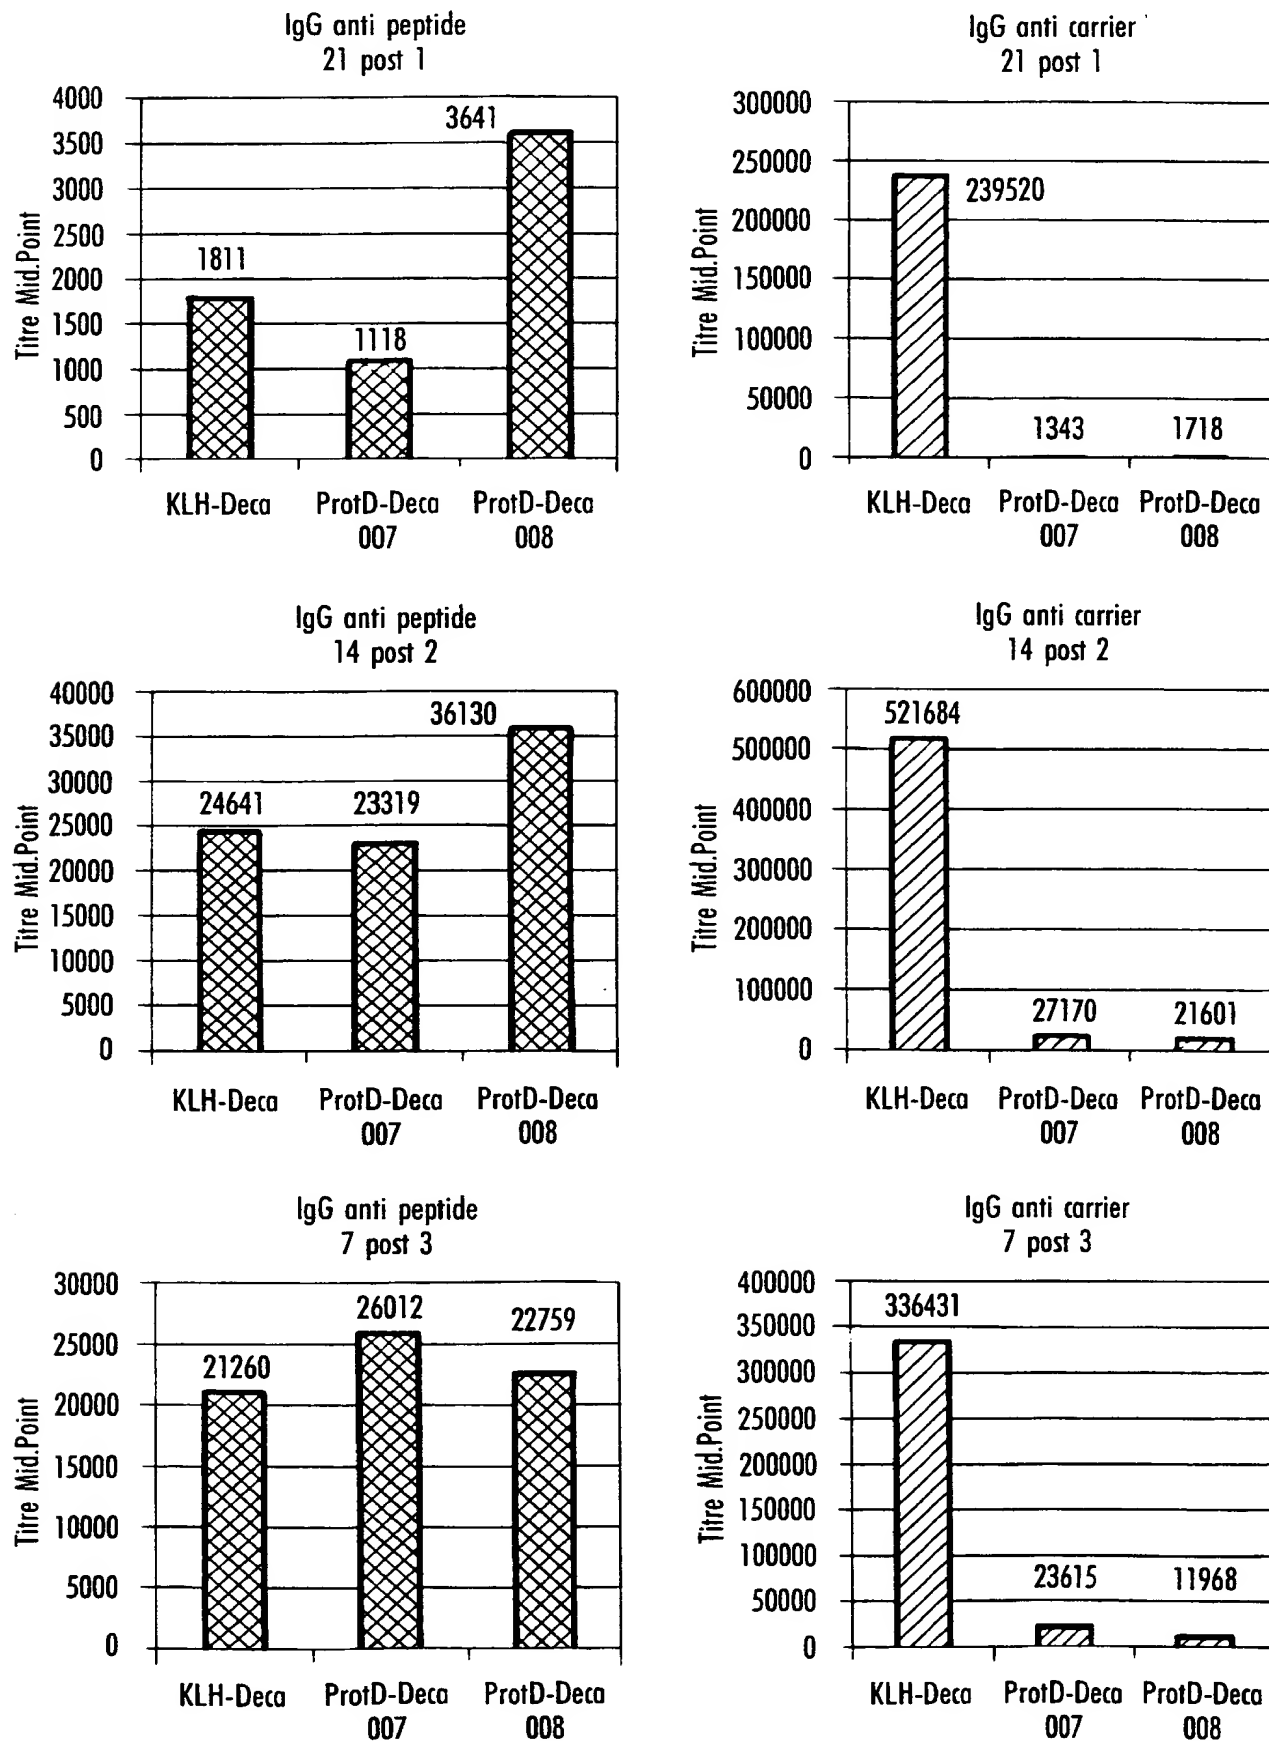 IgG anti peptide
21 post 1
4000
3500
3000
2500
2000
1500
1000
500
0
Titre Mid.Point
1811
1118
3641
KLH-Deca
ProtD-Deca
007
ProtD-Deca
008
IgG anti carrier
21 post 1
300000
250000
200000
150000
100000
50000
0
Titre Mid.Point
239520
1343
1718
KLH-Deca
ProtD-Deca
007
ProtD-Deca
008
IgG anti peptide
14 post 2
40000
35000
30000
25000
20000
15000
10000
5000
0
Titre Mid.Point
24641
23319
36130
KLH-Deca
ProtD-Deca
007
ProtD-Deca
008
IgG anti carrier
14 post 2
600000
500000
400000
300000
200000
100000
0
Titre Mid.Point
521684
27170
21601
KLH-Deca
ProtD-Deca
007
ProtD-Deca
008
IgG anti peptide
7 post 3
30000
25000
20000
15000
10000
5000
0
Titre Mid.Point
21260
26012
22759
KLH-Deca
ProtD-Deca
007
ProtD-Deca
008
IgG anti carrier
7 post 3
400000
350000
300000
250000
200000
150000
100000
50000
0
Titre Mid.Point
336431
23615
11968
KLH-Deca
ProtD-Deca
007
ProtD-Deca
008